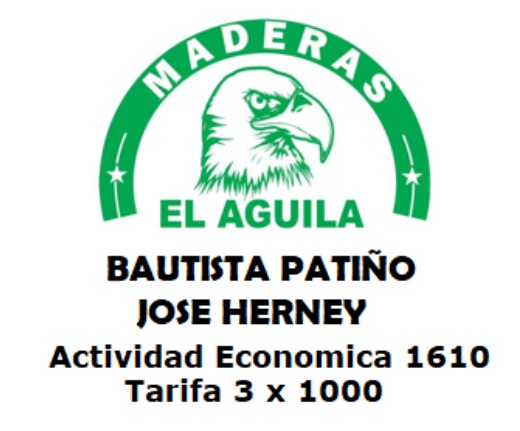 MADERAS
EL AGUILA
BAUTISTA PATIÑO
JOSE HERNEY
Actividad Economica 1610
Tarifa 3 x 1000